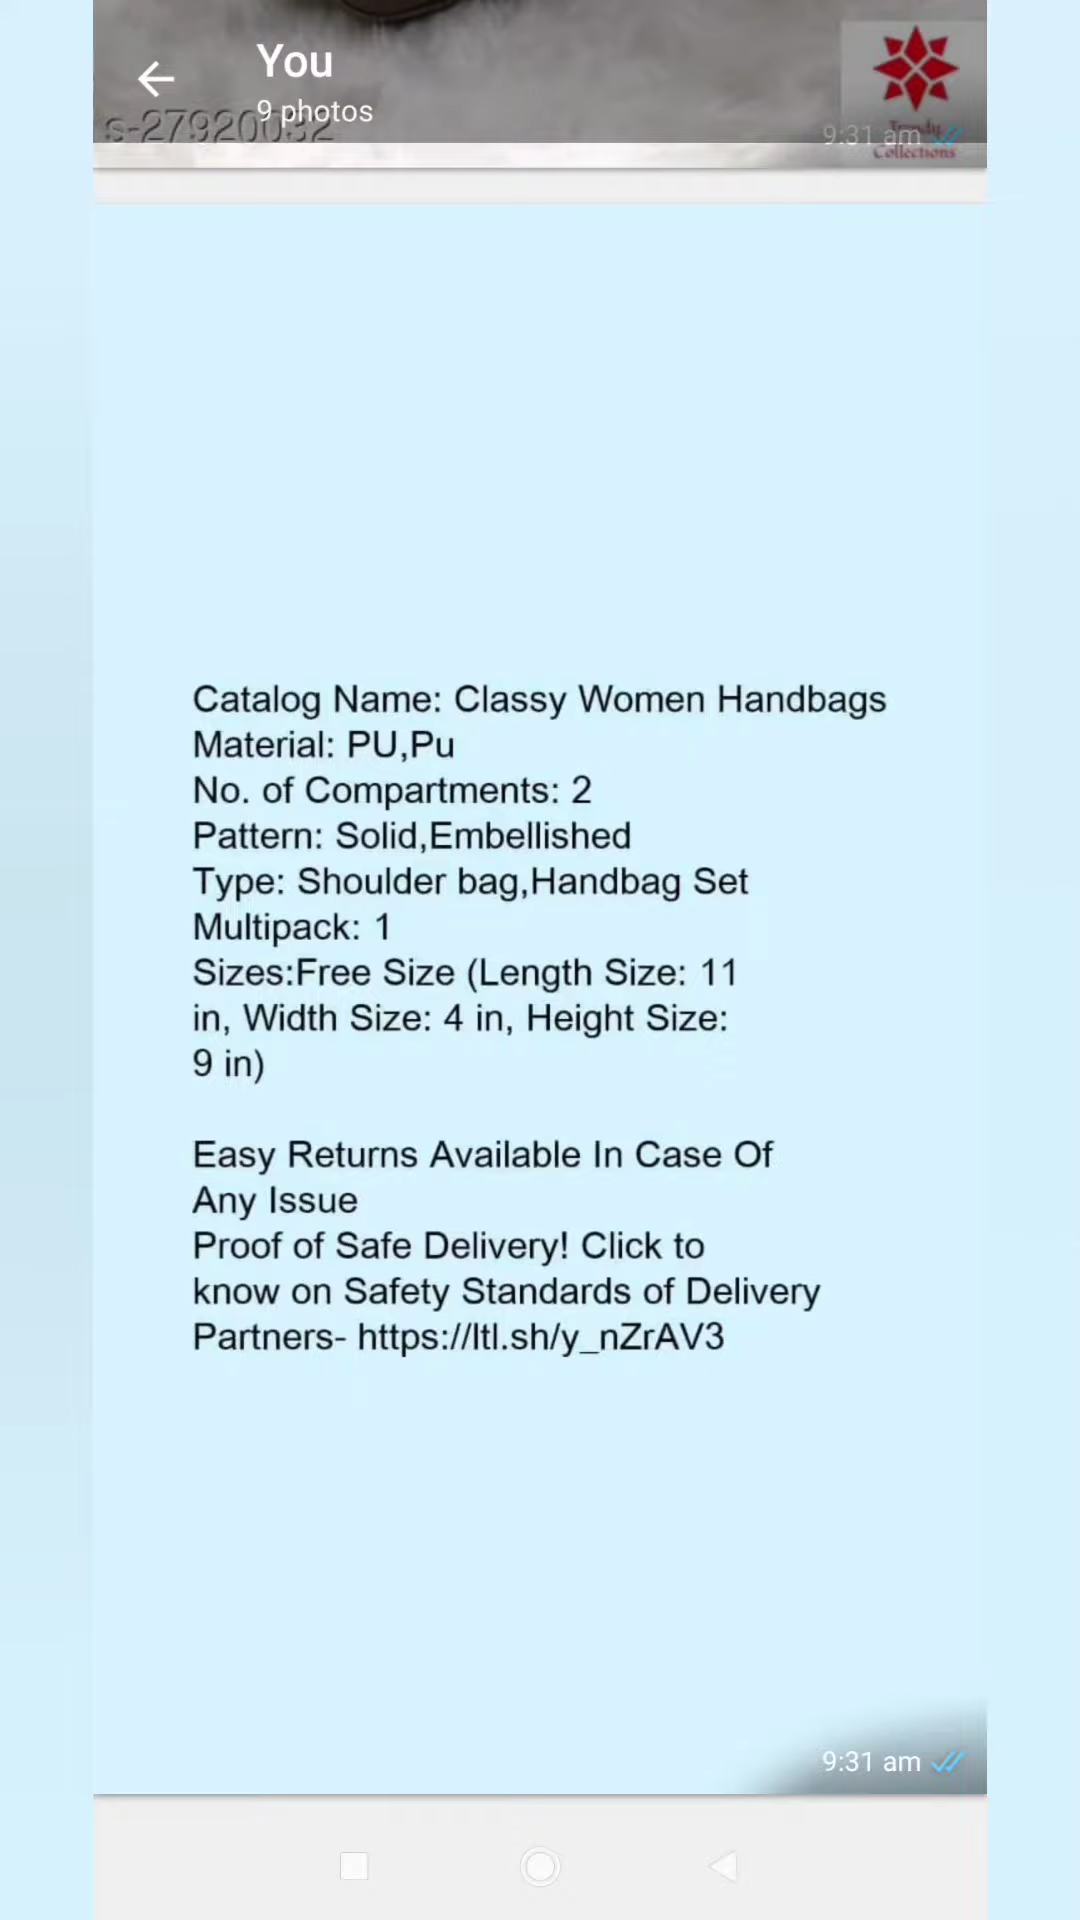 You
9 photos
s-27920032
9:31 am
Trendy
Collections
Catalog Name: Classy Women Handbags
Material: PU,Pu
No. of Compartments: 2
Pattern: Solid,Embellished
Type: Shoulder bag,Handbag Set
Multipack: 1
Sizes:Free Size (Length Size: 11
in, Width Size: 4 in, Height Size:
9 in)
Easy Returns Available In Case Of
Any Issue
Proof of Safe Delivery! Click to
know on Safety Standards of Delivery
Partners- https://ltl.sh/y_nZrAV3
9:31 am